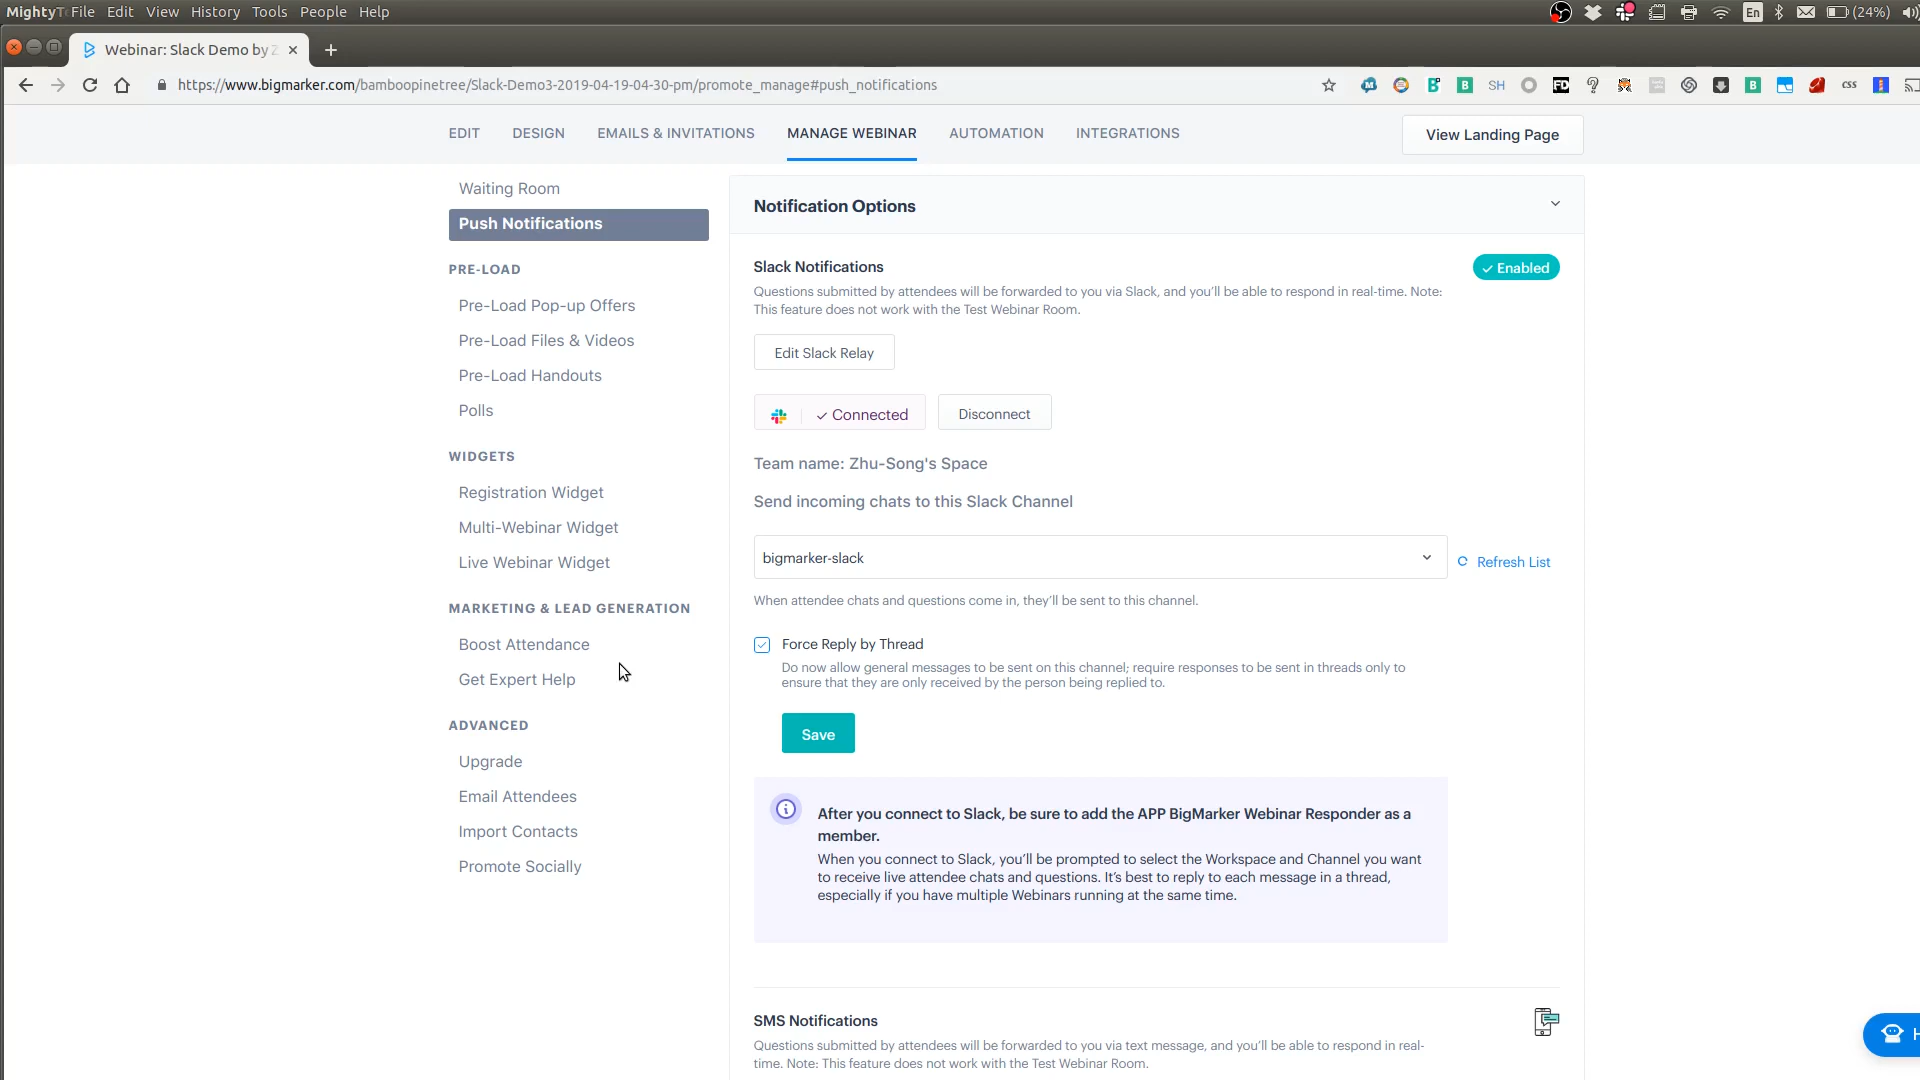 MightyT File Edit View History Tools People Help
En
(24%)
Webinar: Slack Demo by
https://www.bigmarker.com/bamboopinetree/Slack-Demo3-2019-04-19-04-30-pm/promote_manage#push_notifications
SH
FD
css
EDIT
DESIGN
EMAILS & INVITATIONS
MANAGE WEBINAR
AUTOMATION
INTEGRATIONS
View Landing Page
Waiting Room
Push Notifications
PRE-LOAD
Pre-Load Pop-up Offers
Pre-Load Files & Videos
Pre-Load Handouts
Polls
WIDGETS
Registration Widget
Multi-Webinar Widget
Live Webinar Widget
MARKETING & LEAD GENERATION
Boost Attendance
Get Expert Help
ADVANCED
Upgrade
Email Attendees
Import Contacts
Promote Socially
Notification Options
Slack Notifications
Enabled
Questions submitted by attendees will be forwarded to you via Slack, and you’ll be able to respond in real-time. Note:
This feature does not work with the Test Webinar Room.
Edit Slack Relay
Connected
Disconnect
Team name: Zhu-Song's Space
Send incoming chats to this Slack Channel
bigmarker-slack
Refresh List
When attendee chats and questions come in, they’ll be sent to this channel.
Force Reply by Thread
Do now allow general messages to be sent on this channel; require responses to be sent in threads only to
ensure that they are only received by the person being replied to.
Save
After you connect to Slack, be sure to add the APP BigMarker Webinar Responder as a
member.
When you connect to Slack, you’ll be prompted to select the Workspace and Channel you want
to receive live attendee chats and questions. It’s best to reply to each message in a thread,
especially if you have multiple Webinars running at the same time.
SMS Notifications
Questions submitted by attendees will be forwarded to you via text message, and you’ll be able to respond in real-
time. Note: This feature does not work with the Test Webinar Room.